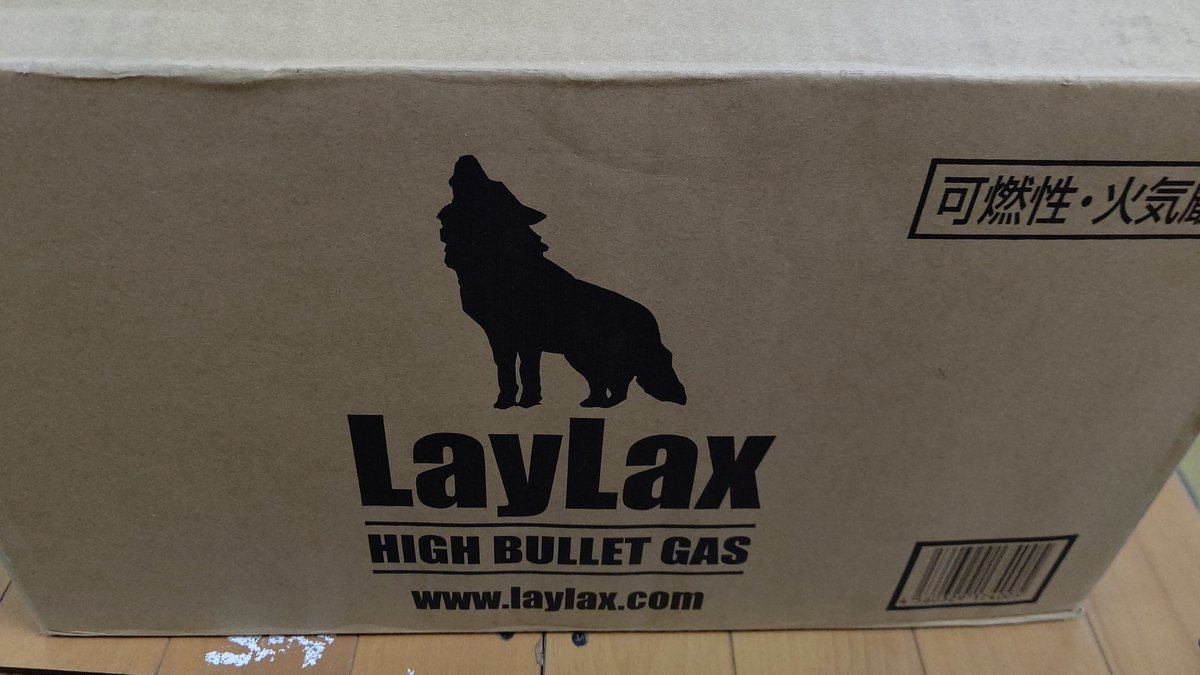 可燃性・火気
LayLax
HIGH BULLET GAS
www.laylax.com